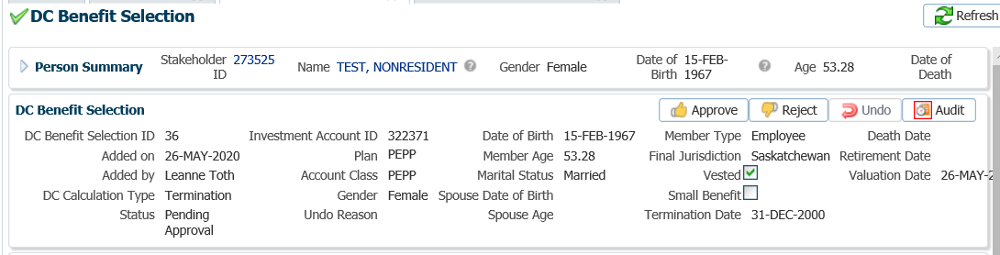 DC Benefit Selection
Refresh
Person Summary Stakeholder ID 273525 Name TEST, NONRESIDENT Gender Female Date of Birth 15-FEB-1967 Age 53.28 Date of Death
DC Benefit Selection Approve Reject Undo Audit
DC Benefit Selection ID 36 Investment Account ID 322371 Date of Birth 15-FEB-1967 Member Type Employee Death Date
Added on 26-MAY-2020 Plan PEPP Member Age 53.28 Final Jurisdiction Saskatchewan Retirement Date
Added by Leanne Toth Account Class PEPP Marital Status Married Vested Valuation Date 26-MAY-2
DC Calculation Type Termination Gender Female Spouse Date of Birth Small Benefit
Status Pending Approval Undo Reason Spouse Age Termination Date 31-DEC-2000